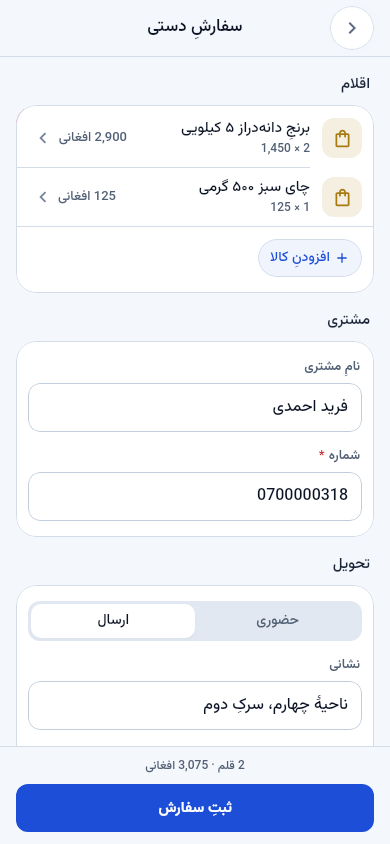 سفارشِ دستی
اقلام
برنجِ دانه‌دراز ۵ کیلویی
2 × 1,450
2,900 افغانی
چای سبز ۵۰۰ گرمی
1 × 125
125 افغانی
افزودنِ کالا +
مشتری
نامِ مشتری
فرید احمدی
شماره *
0700000318
تحویل
حضوری
ارسال
نشانی
ناحیهٔ چهارم، سرکِ دوم
2 قلم · 3,075 افغانی
ثبتِ سفارش